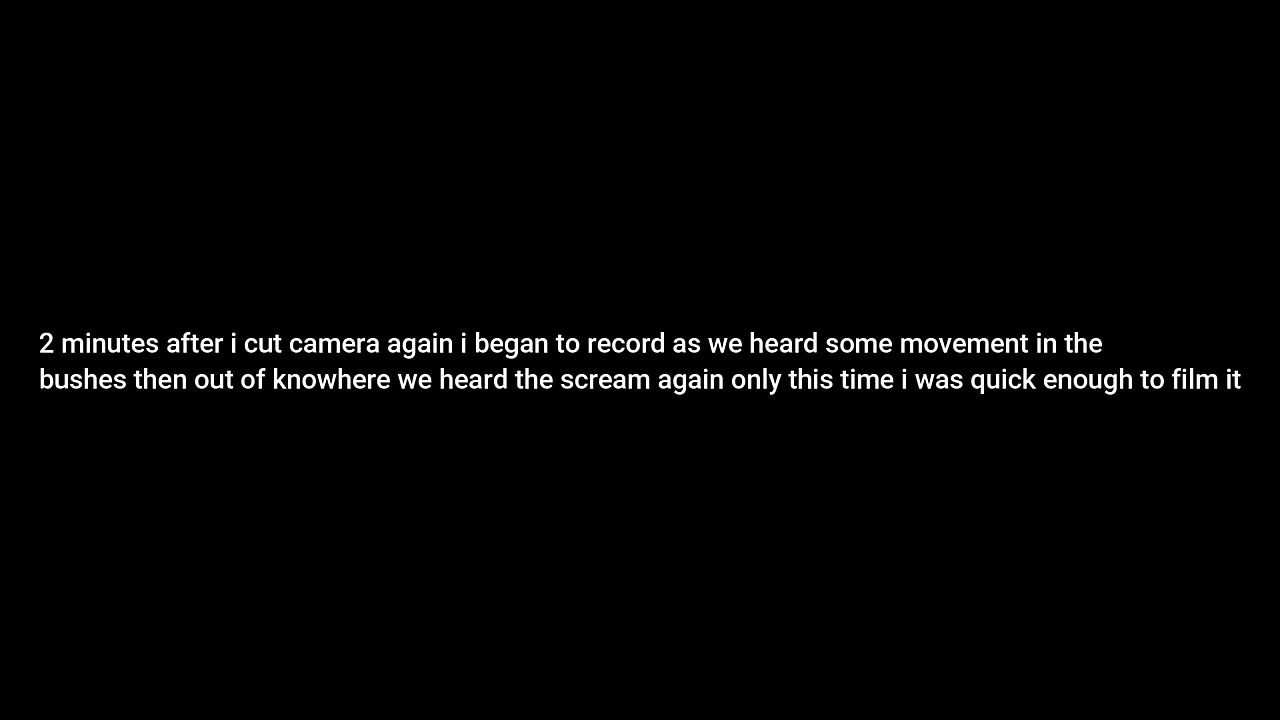 2 minutes after i cut camera again i began to record as we heard some movement in the
bushes then out of knowhere we heard the scream again only this time i was quick enough to film it